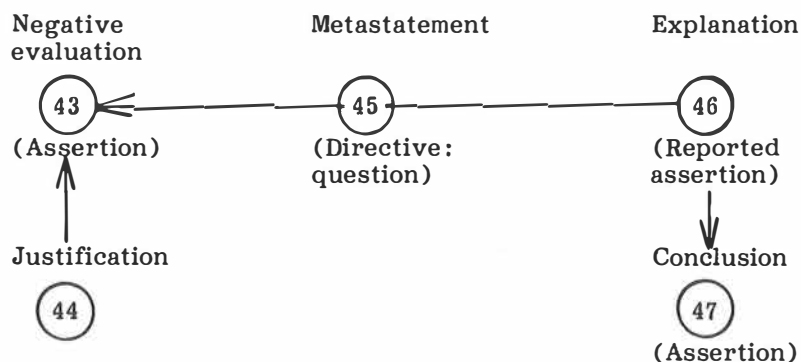 Negative evaluation
Metastatement
Explanation
43
45
46
(Assertion)
(Directive: question)
(Reported assertion)
Justification
Conclusion
44
47
(Assertion)